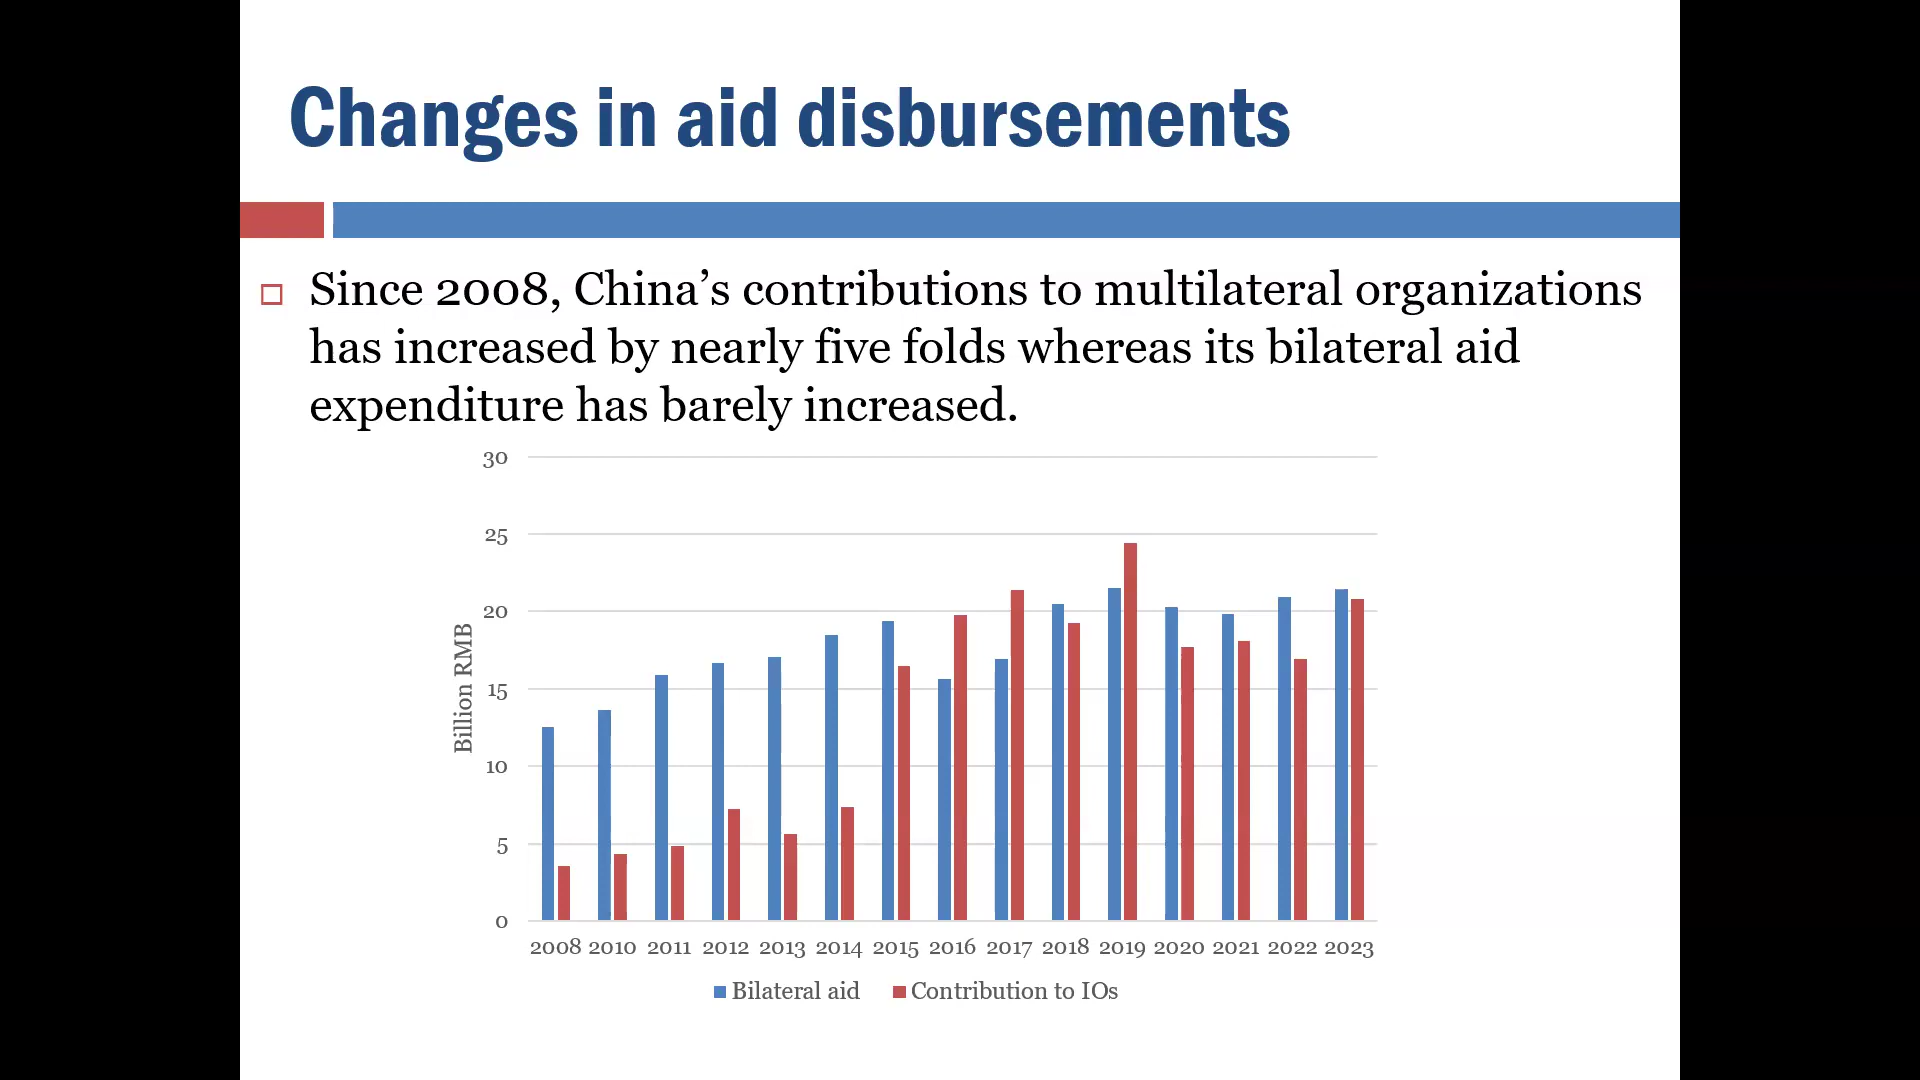 Changes in aid disbursements
Since 2008, China’s contributions to multilateral organizations
has increased by nearly five folds whereas its bilateral aid
expenditure has barely increased.
30
25
20
15
10
5
0
Billion RMB
2008 2010 2011 2012 2013 2014 2015 2016 2017 2018 2019 2020 2021 2022 2023
Bilateral aid Contribution to IOs